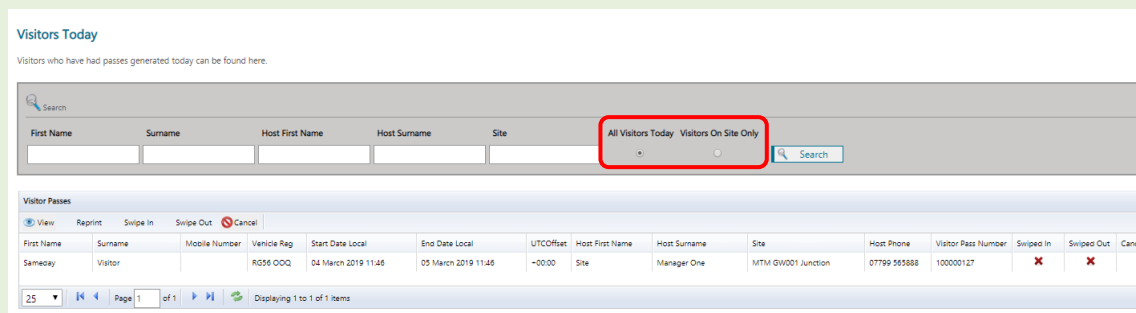 Visitors Today
Visitors who have had passes generated today can be found here.
Search
First Name Surname Host First Name Host Surname Site All Visitors Today Visitors On Site Only
Search
Visitor Passes
View Reprint Swipe In Swipe Out Cancel
First Name Surname Mobile Number Vehicle Reg Start Date Local End Date Local UTCOffset Host First Name Host Surname Site Host Phone Visitor Pass Number Swiped In Swiped Out
Sameday Visitor RG56 OOQ 04 March 2019 11:46 05 March 2019 11:46 +00:00 Site Manager One MTM GW001 Junction 07799 565888 100000127
25 Page 1 of 1 Displaying 1 to 1 of 1 items